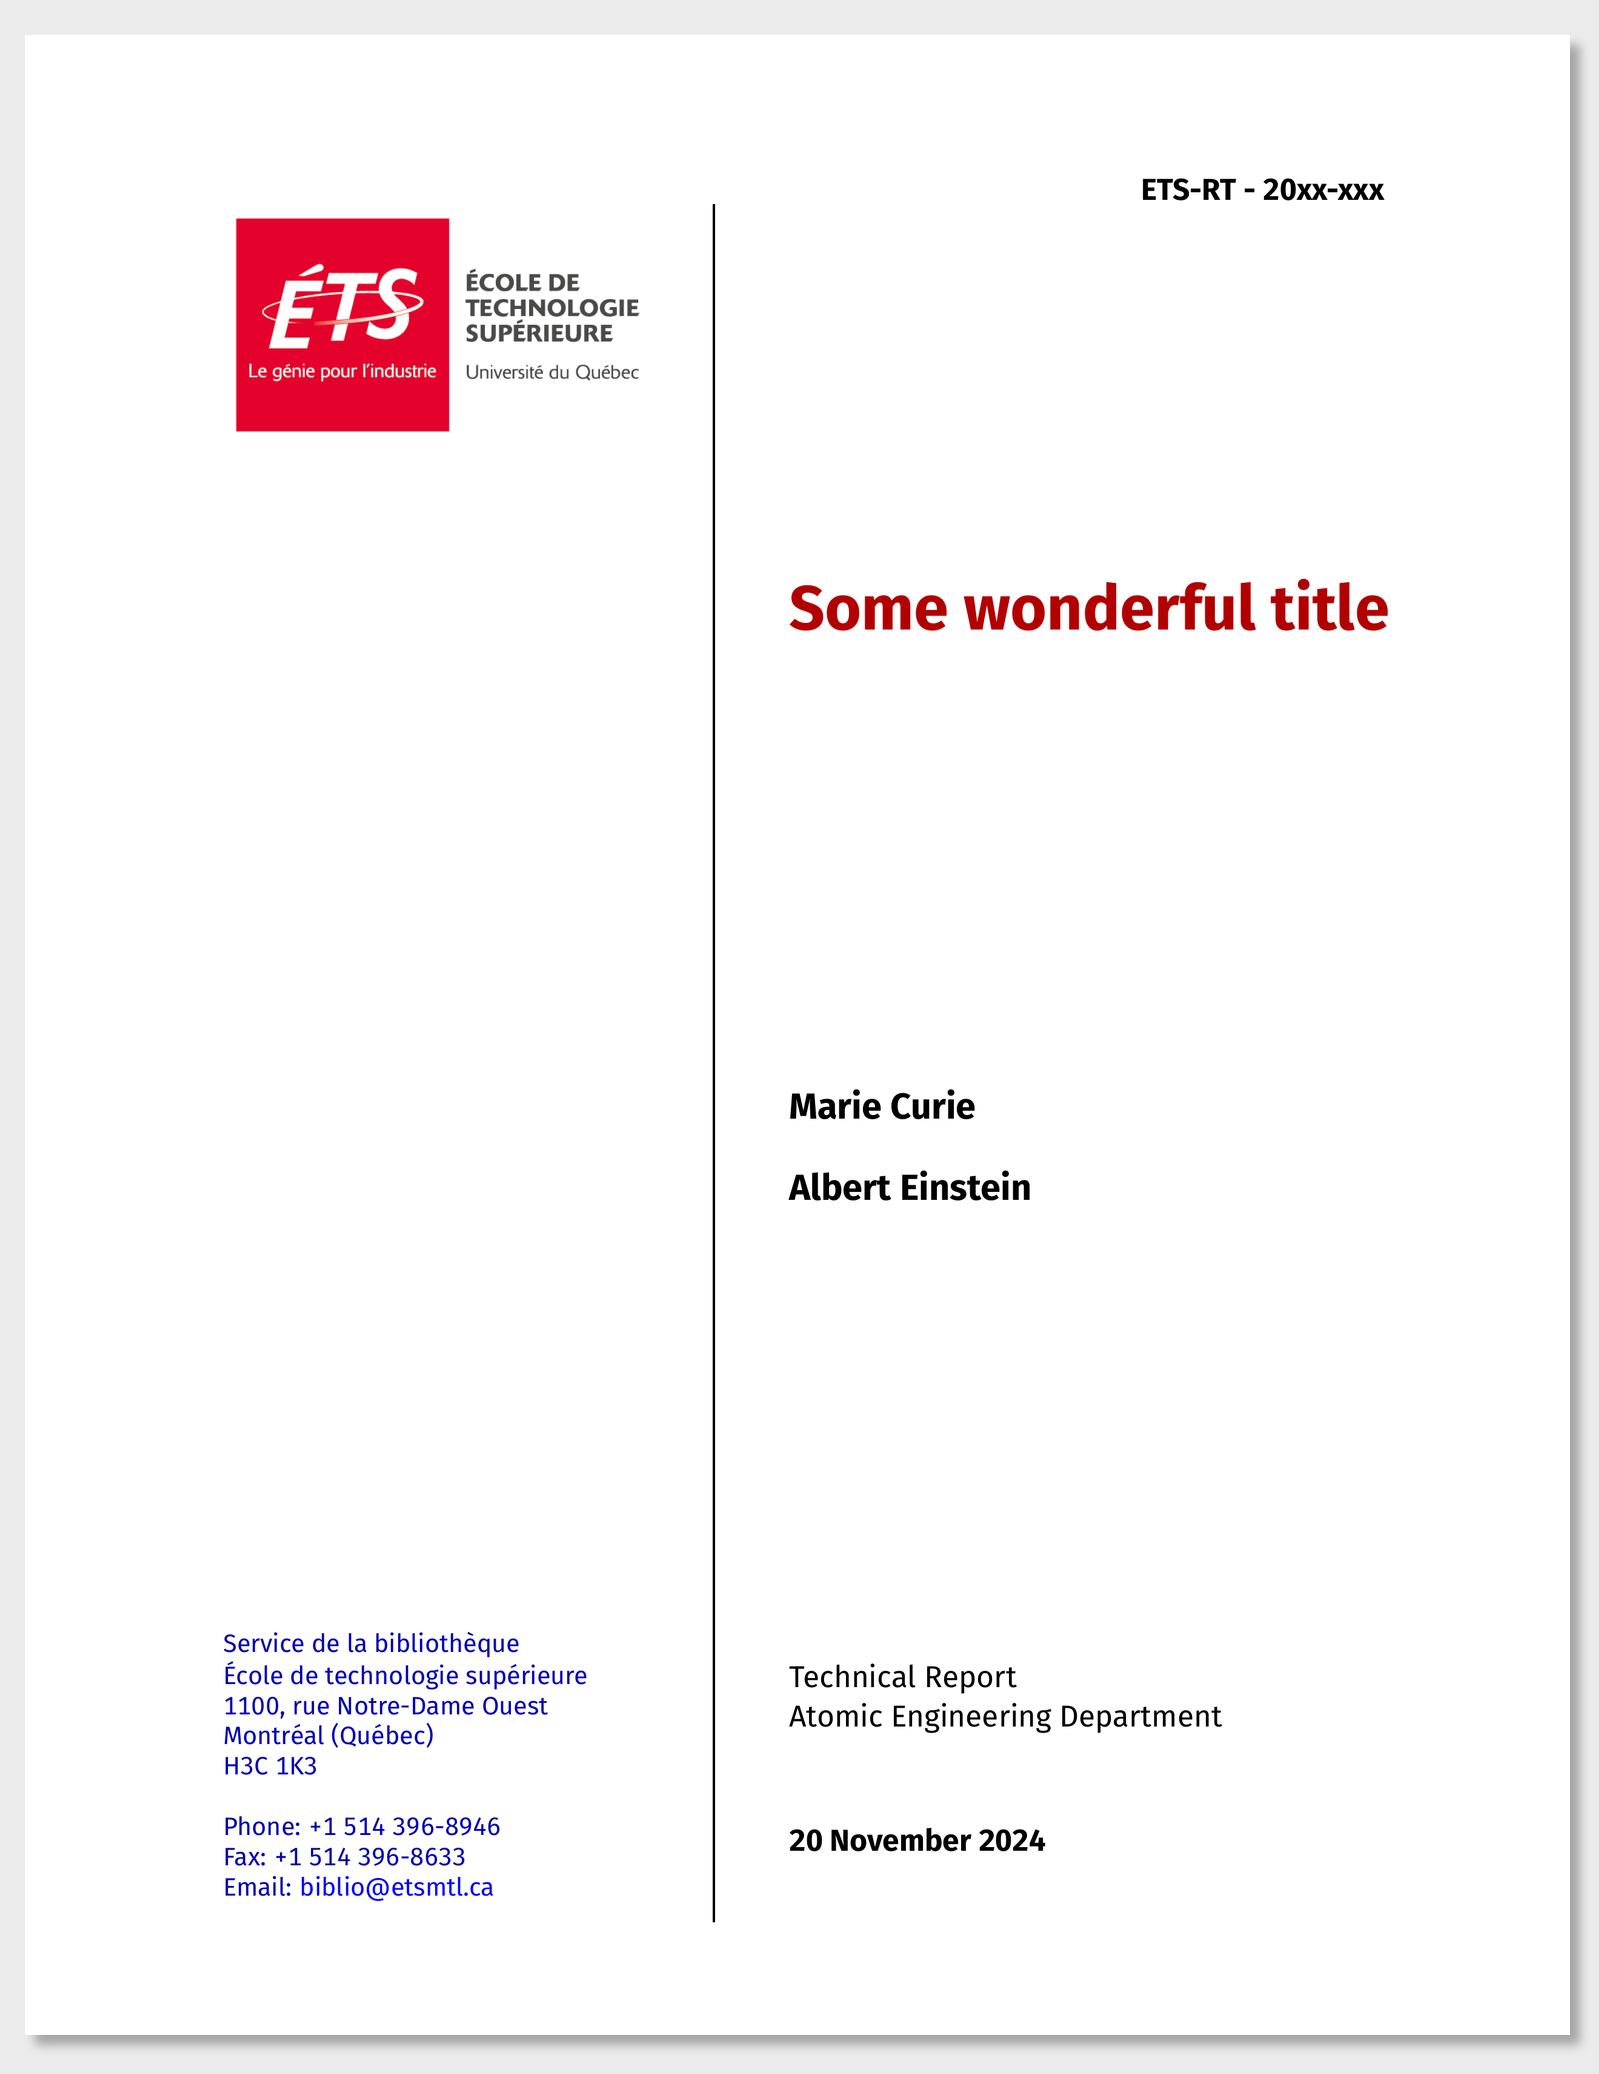 ETS-RT - 20xx-xxx
ÉTS
Le génie pour l'industrie
ÉCOLE DE
TECHNOLOGIE
SUPÉRIEURE
Université du Québec
Some wonderful title
Marie Curie
Albert Einstein
Service de la bibliothèque
École de technologie supérieure
1100, rue Notre-Dame Ouest
Montréal (Québec)
H3C 1K3
Phone: +1 514 396-8946
Fax: +1 514 396-8633
Email: biblio@etsmtl.ca
Technical Report
Atomic Engineering Department
20 November 2024